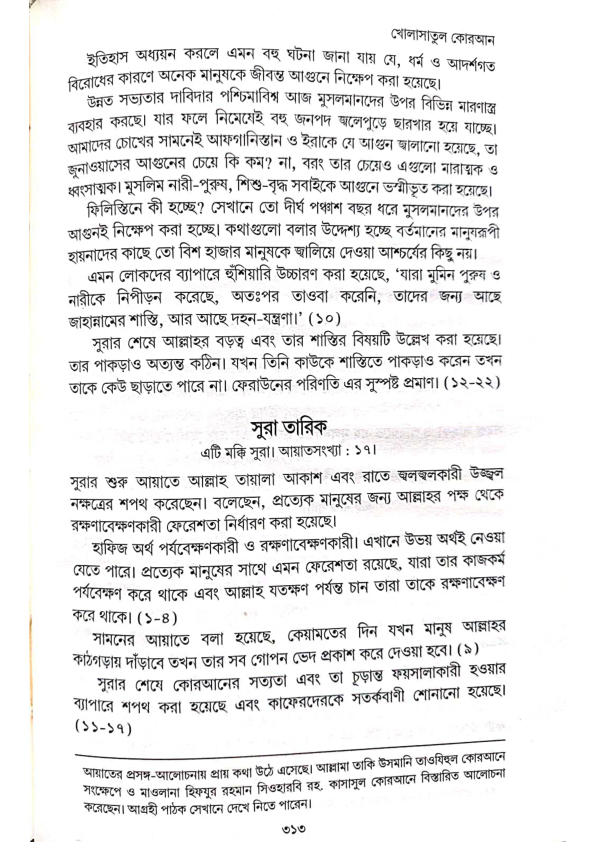 খোলাসাতুল কোরআন
ইতিহাস অধ্যয়ন করলে এমন বহু ঘটনা জানা যায় যে, ধর্ম ও আদর্শগত
বিরোধের কারণে অনেক মানুষকে জীবন্ত আগুনে নিক্ষেপ করা হয়েছে।
উন্নত সভ্যতার দাবিদার পশ্চিমাবিশ্ব আজ মুসলমানদের উপর বিভিন্ন মারণাস্ত্র
ব্যবহার করছে। যার ফলে নিমেষেই বহু জনপদ জ্বলেপুড়ে ছারখার হয়ে যাচ্ছে।
আমাদের চোখের সামনেই আফগানিস্তান ও ইরাকে যে আগুন জ্বালানো হয়েছে, তা
জুনাওয়াসের আগুনের চেয়ে কি কম? না, বরং তার চেয়েও এগুলো মারাত্মক ও
ধ্বংসাত্মক। মুসলিম নারী-পুরুষ, শিশু-বৃদ্ধ সবাইকে আগুনে ভস্মীভূত করা হয়েছে।
ফিলিস্তিনে কী হচ্ছে? সেখানে তো দীর্ঘ পঞ্চাশ বছর ধরে মুসলমানদের উপর
আগুনই নিক্ষেপ করা হচ্ছে। কথাগুলো বলার উদ্দেশ্য হচ্ছে বর্তমানের মানুষরূপী
হায়নাদের কাছে তো বিশ হাজার মানুষকে জ্বালিয়ে দেওয়া আশ্চর্যের কিছু নয়।
এমন লোকদের ব্যাপারে হুঁশিয়ারি উচ্চারণ করা হয়েছে, ‘যারা মুমিন পুরুষ ও
নারীকে নিপীড়ন করেছে, অতঃপর তাওবা করেনি, তাদের জন্য আছে
জাহান্নামের শাস্তি, আর আছে দহন-যন্ত্রণা।’ (১০)
সুরার শেষে আল্লাহর বড়ত্ব এবং তার শাস্তির বিষয়টি উল্লেখ করা হয়েছে।
তার পাকড়াও অত্যন্ত কঠিন। যখন তিনি কাউকে শাস্তিতে পাকড়াও করেন তখন
তাকে কেউ ছাড়াতে পারে না। ফেরাউনের পরিণতি এর সুস্পষ্ট প্রমাণ। (১২-২২)
সুরা তারিক
এটি মক্কি সুরা। আয়াতসংখ্যা : ১৭।
সুরার শুরু আয়াতে আল্লাহ তায়ালা আকাশ এবং রাতে জ্বলজ্বলকারী উজ্জ্বল
নক্ষত্রের শপথ করেছেন। বলেছেন, প্রত্যেক মানুষের জন্য আল্লাহর পক্ষ থেকে
রক্ষণাবেক্ষণকারী ফেরেশতা নির্ধারণ করা হয়েছে।
হাফিজ অর্থ পর্যবেক্ষণকারী ও রক্ষণাবেক্ষণকারী। এখানে উভয় অর্থই নেওয়া
যেতে পারে। প্রত্যেক মানুষের সাথে এমন ফেরেশতা রয়েছে, যারা তার কাজকর্ম
পর্যবেক্ষণ করে থাকে এবং আল্লাহ যতক্ষণ পর্যন্ত চান তারা তাকে রক্ষণাবেক্ষণ
করে থাকে। (১-৪)
সামনের আয়াতে বলা হয়েছে, কেয়ামতের দিন যখন মানুষ আল্লাহর
কাঠগড়ায় দাঁড়াবে তখন তার সব গোপন ভেদ প্রকাশ করে দেওয়া হবে। (৯)
সুরার শেষে কোরআনের সত্যতা এবং তা চূড়ান্ত ফয়সালাকারী হওয়ার
ব্যাপারে শপথ করা হয়েছে এবং কাফেরদেরকে সতর্কবাণী শোনানো হয়েছে।
(১১-১৭)
আয়াতের প্রসঙ্গ-আলোচনায় প্রায় কথা উঠে এসেছে। আল্লামা তাকি উসমানি তাওযিহুল কোরআনে
সংক্ষেপে ও মাওলানা হিফযুর রহমান সিওহারবি রহ. কাসাসুল কোরআনে বিস্তারিত আলোচনা
করেছেন। আগ্রহী পাঠক সেখানে দেখে নিতে পারেন।
৩১৩